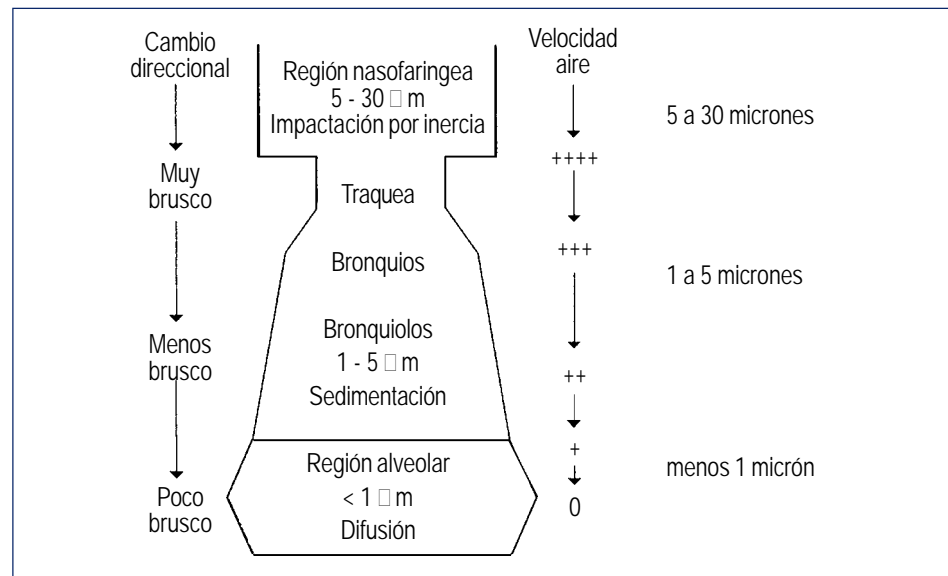 Cambio
direccional
Muy
brusco
Menos
brusco
Poco
brusco
Región nasofaringea
5 - 30 □ m
Impactación por inercia
Traquea
Bronquios
Bronquiolos
1 - 5 □ m
Sedimentación
Región alveolar
< 1 □ m
Difusión
Velocidad
aire
++++
+++
++
+
0
5 a 30 micrones
1 a 5 micrones
menos 1 micrón